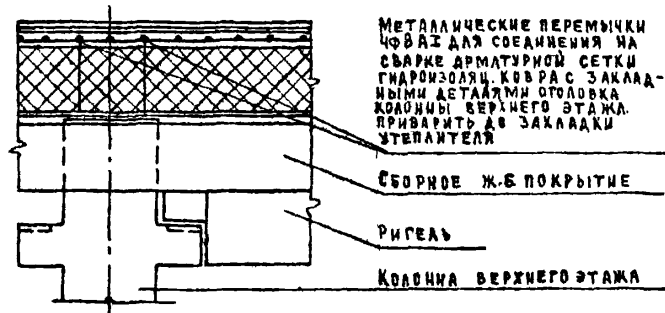 МЕТАЛЛИЧЕСКИЕ ПЕРЕМЫЧКИ
4Ф8АI ДЛЯ СОЕДИНЕНИЯ НА
СВАРКЕ АРМАТУРНОЙ СЕТКИ
ГИДРОИЗОЛЯЦ. КОВРА С ЗАКЛАД-
НЫМИ ДЕТАЛЯМИ ОГОЛОВКА
КОЛОННЫ ВЕРХНЕГО ЭТАЖА.
ПРИВАРИТЬ ДО ЗАКЛАДКИ
УТЕПЛИТЕЛЯ
СБОРНОЕ Ж.Б ПОКРЫТИЕ
РИГЕЛЬ
КОЛОННА ВЕРХНЕГО ЭТАЖА